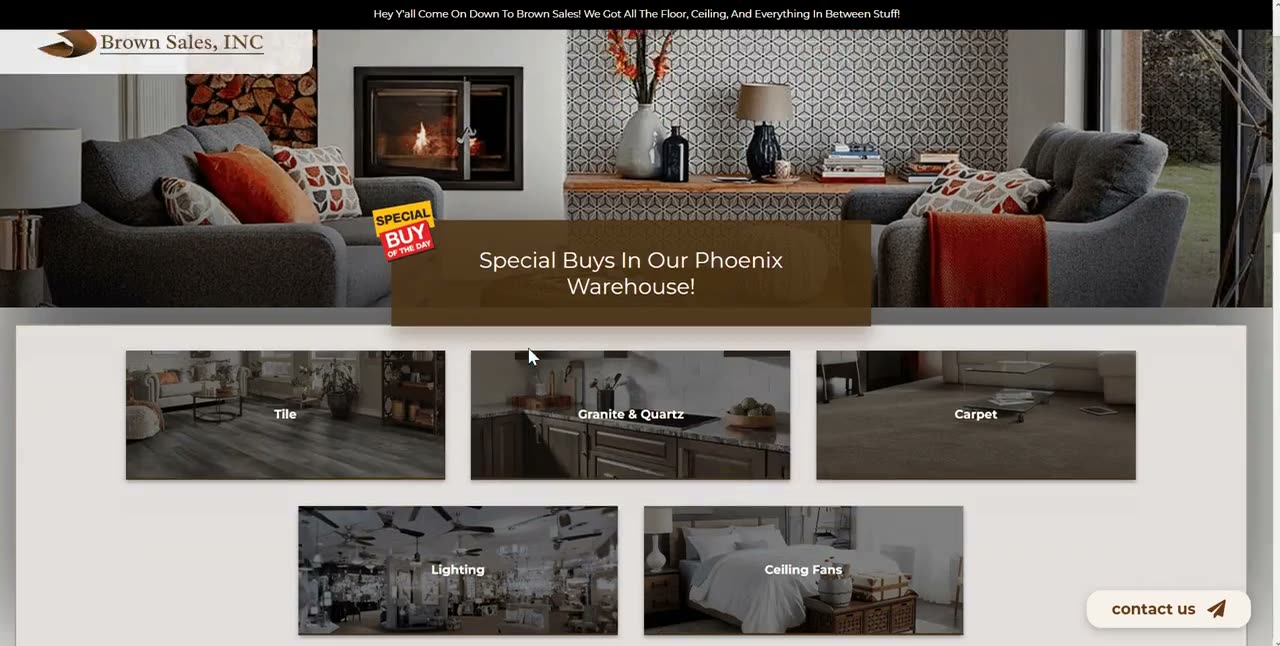 Hey Y'all Come On Down To Brown Sales! We Got All The Floor, Ceiling, And Everything In Between Stuff!
Brown Sales, INC
SPECIAL
BUY
OF THE DAY
Special Buys In Our Phoenix
Warehouse!
Tile
Granite & Quartz
Carpet
Lighting
Ceiling Fans
contact us